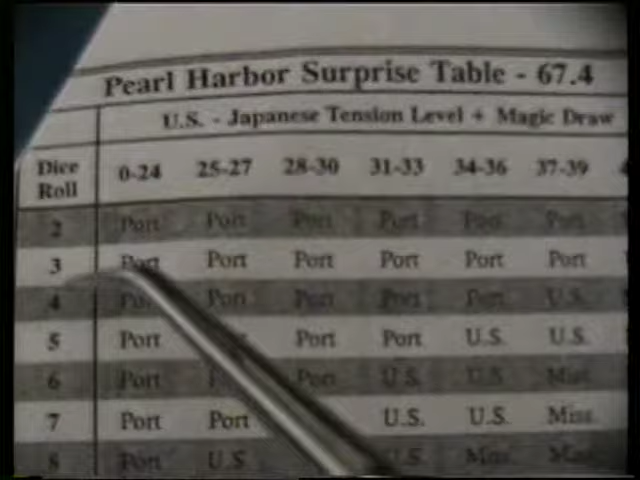 Pearl Harbor Surprise Table - 67.4
U.S. - Japanese Tension Level + Magic Draw
Dice Roll 0-24 25-27 28-30 31-33 34-36 37-39
2 Port Port Port Port Port Port
3 Port Port Port Port Port Port
4 Port Port Port Port Port U.S.
5 Port Port Port U.S. U.S.
6 Port Port U.S. U.S. Miss
7 Port Port U.S. U.S. Miss
8 Port U.S. U.S. Miss